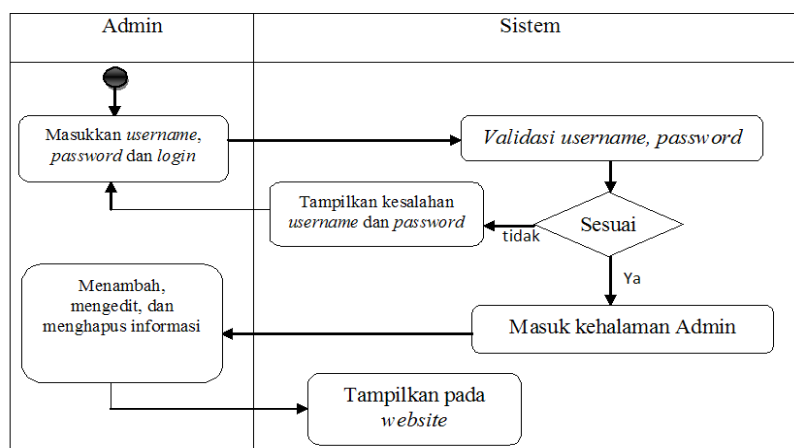 Admin
Sistem
Masukkan username,
password dan login
Validasi username, password
Tampilkan kesalahan
username dan password
Sesuai
tidak
Ya
Menambah,
mengedit, dan
menghapus informasi
Masuk kehalaman Admin
Tampilkan pada
website